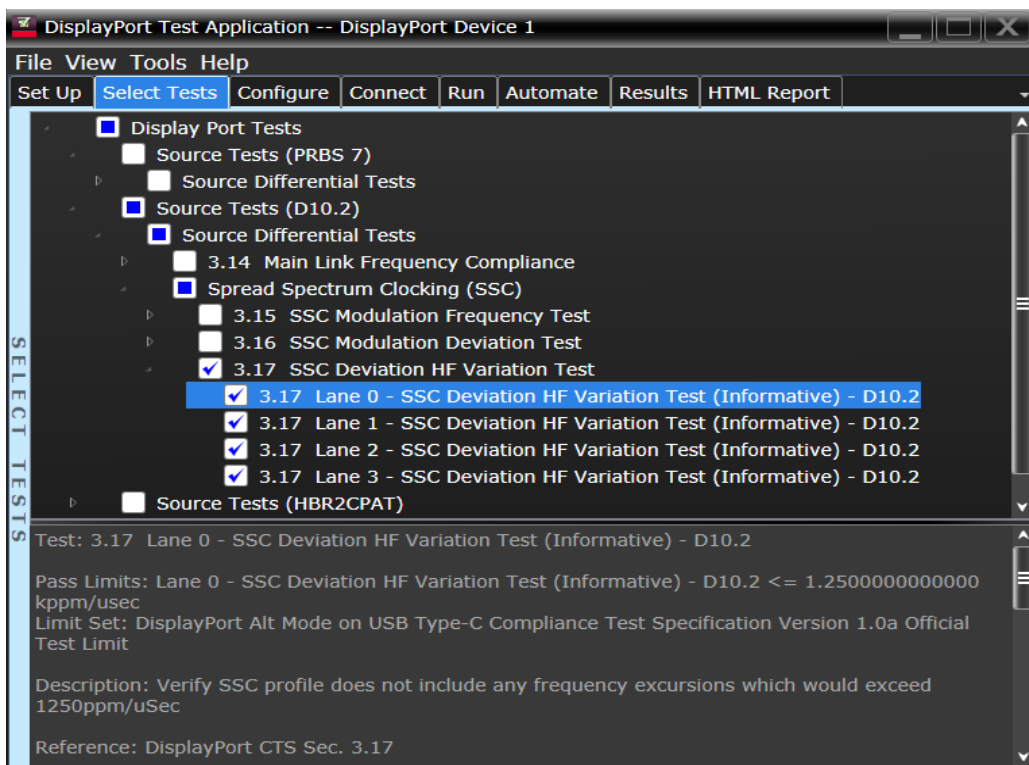 DisplayPort Test Application -- DisplayPort Device 1
File View Tools Help
Set Up Select Tests Configure Connect Run Automate Results HTML Report
Display Port Tests
Source Tests (PRBS 7)
Source Differential Tests
Source Tests (D10.2)
Source Differential Tests
3.14 Main Link Frequency Compliance
Spread Spectrum Clocking (SSC)
3.15 SSC Modulation Frequency Test
3.16 SSC Modulation Deviation Test
3.17 SSC Deviation HF Variation Test
3.17 Lane 0 - SSC Deviation HF Variation Test (Informative) - D10.2
3.17 Lane 1 - SSC Deviation HF Variation Test (Informative) - D10.2
3.17 Lane 2 - SSC Deviation HF Variation Test (Informative) - D10.2
3.17 Lane 3 - SSC Deviation HF Variation Test (Informative) - D10.2
Source Tests (HBR2CPAT)
SELECT TESTS
Test: 3.17 Lane 0 - SSC Deviation HF Variation Test (Informative) - D10.2
Pass Limits: Lane 0 - SSC Deviation HF Variation Test (Informative) - D10.2 <= 1.2500000000000
kppm/usec
Limit Set: DisplayPort Alt Mode on USB Type-C Compliance Test Specification Version 1.0a Official
Test Limit
Description: Verify SSC profile does not include any frequency excursions which would exceed
1250ppm/uSec
Reference: DisplayPort CTS Sec. 3.17